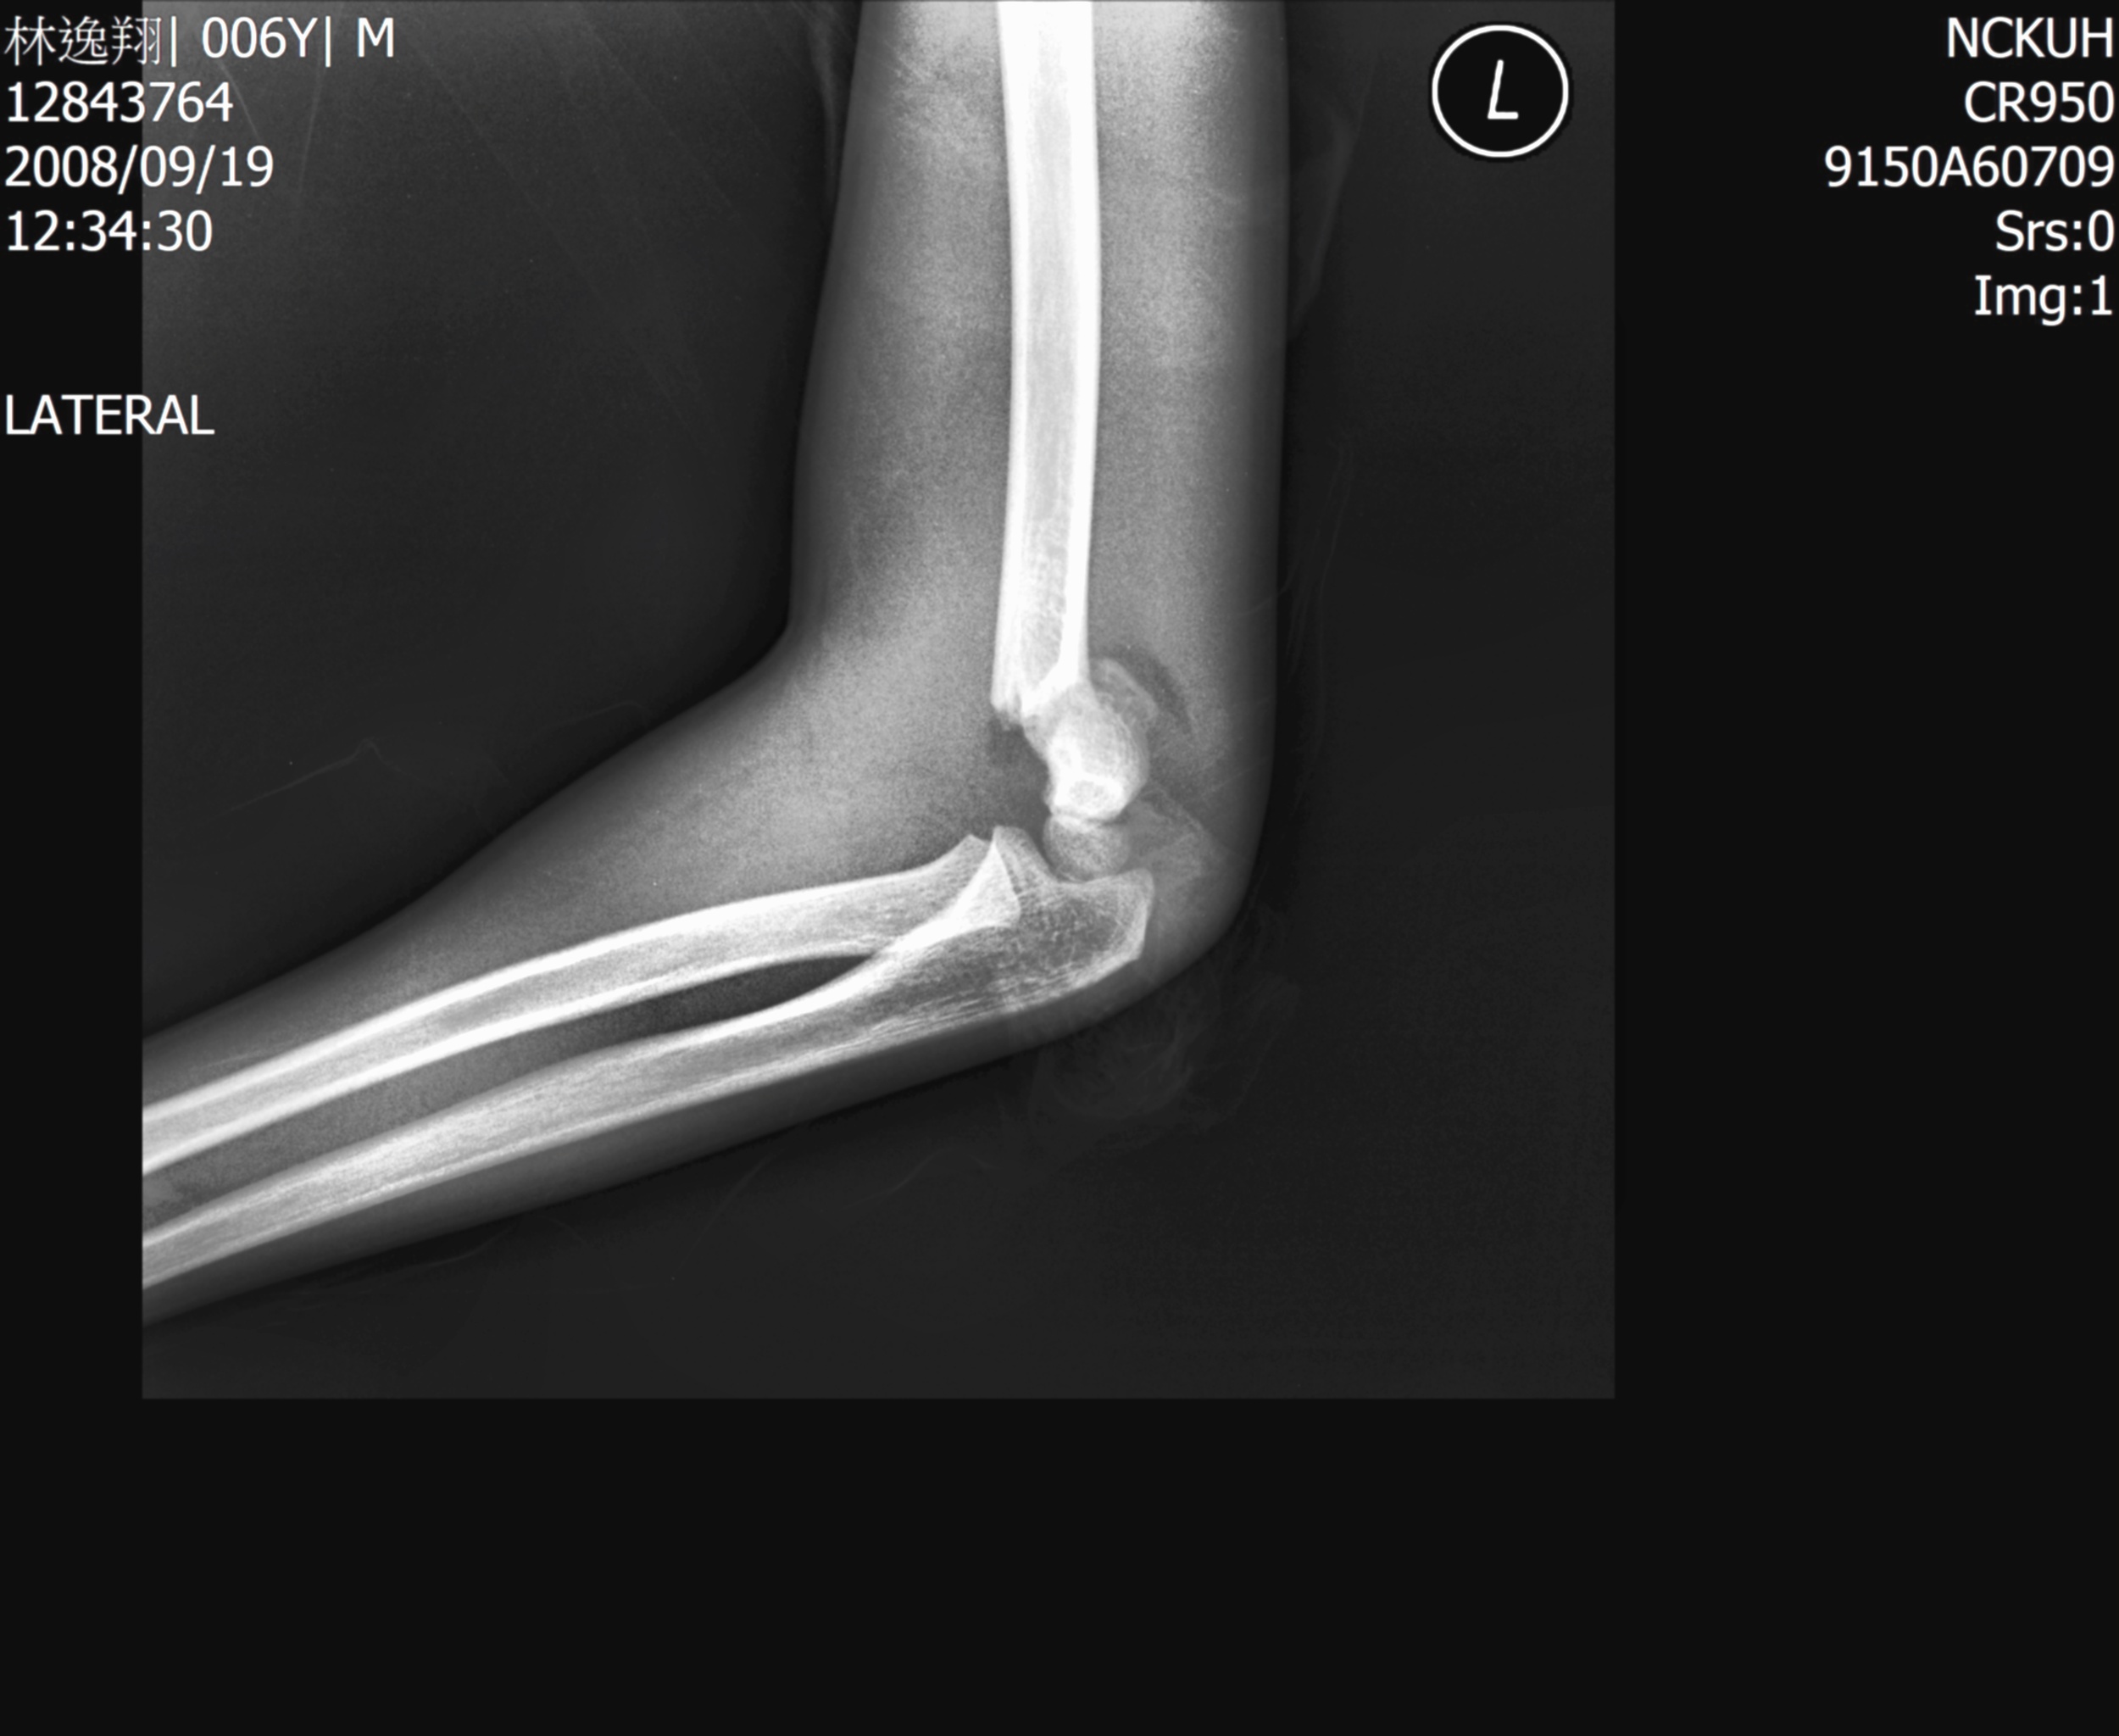 林逸翔| 006Y| M
12843764
2008/09/19
12:34:30
LATERAL
L
NCKUH
CR950
9150A60709
Srs:0
Img:1